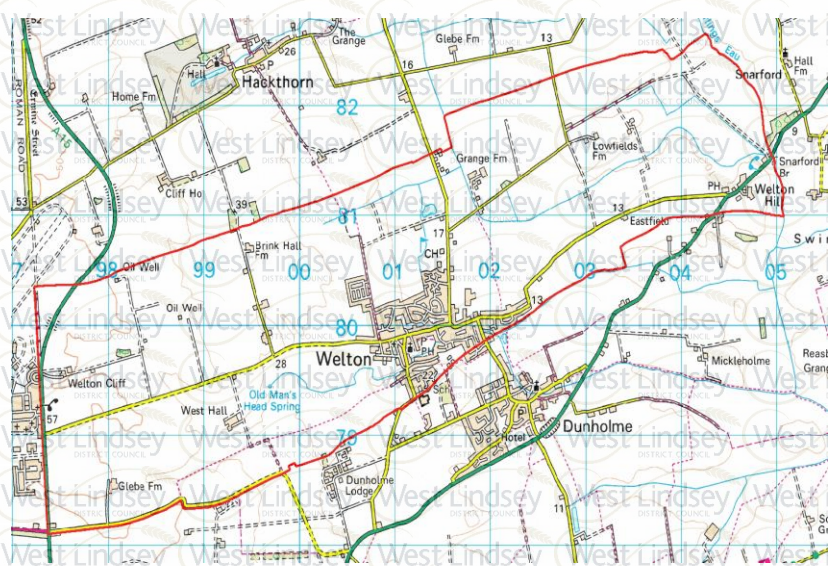 West Lindsey
DISTRICT COUNCIL
52
The Grange
Glebe Fm
13
26
P
Hall
Hackthorn
16
Snarford
Hall Fm
Home Fm
82
ROMAN ROAD
Ermine Street
A15
9
Lowfields Fm
Grange Fm
Snarford Br
Cliff Ho
PH
Welton Hill
53
39
81
13
Eastfield
17
Brink Hall Fm
CH
97
Oil Well
98
99
00
01
02
03
04
05
Oil Well
13
80
Welton
P
PH
28
Mickleholme
Welton Cliff
22
Sch
Old Man's
Head Spring
West Hall
57
P
79
Hotel
Dunholme
Glebe Fm
Dunholme
Lodge
11